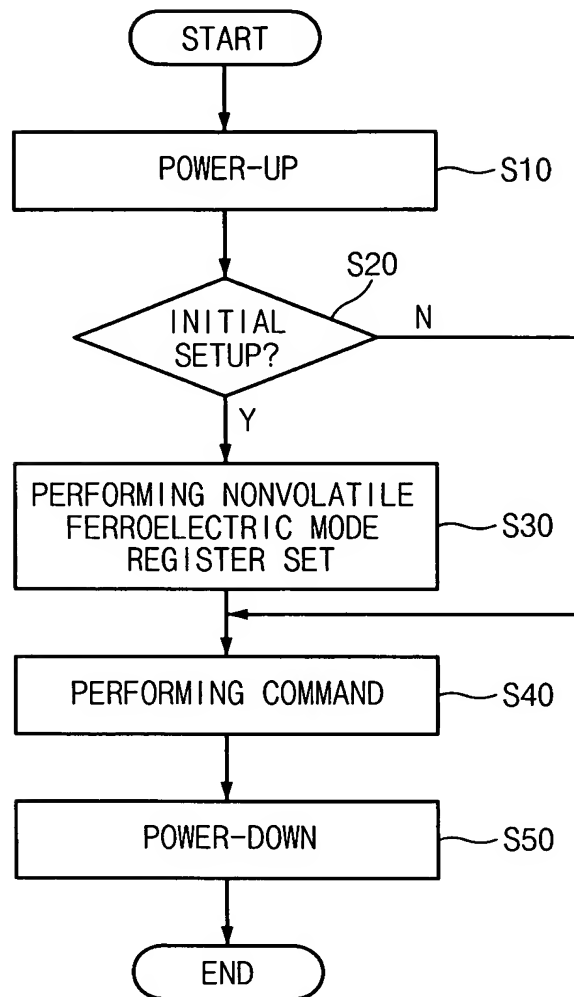 START
POWER-UP
S10
S20
INITIAL
SETUP?
N
Y
PERFORMING NONVOLATILE
FERROELECTRIC MODE
REGISTER SET
S30
PERFORMING COMMAND
S40
POWER-DOWN
S50
END